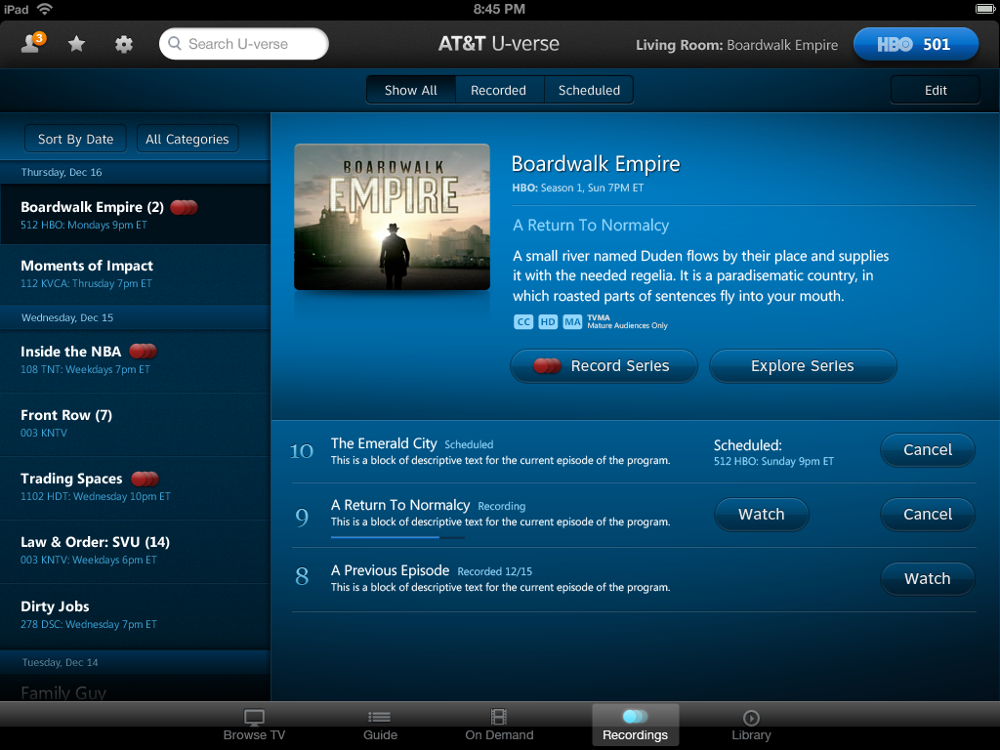 iPad
8:45 PM
3
Search U-verse
AT&T U-verse
Living Room: Boardwalk Empire
HBO 501
Show All
Recorded
Scheduled
Edit
Sort By Date
All Categories
Thursday, Dec 16
Boardwalk Empire (2)
512 HBO: Mondays 9pm ET
Moments of Impact
112 KVCA: Thrusday 7pm ET
Wednesday, Dec 15
Inside the NBA
108 TNT: Weekdays 7pm ET
Front Row (7)
003 KNTV
Trading Spaces
1102 HDT: Wednesday 10pm ET
Law & Order: SVU (14)
003 KNTV: Weekdays 6pm ET
Dirty Jobs
278 DSC: Wednesday 7pm ET
Tuesday, Dec 14
Family Guy
BOARDWALK
EMPIRE
Boardwalk Empire
HBO: Season 1, Sun 7PM ET
A Return To Normalcy
A small river named Duden flows by their place and supplies
it with the needed regelia. It is a paradisematic country, in
which roasted parts of sentences fly into your mouth.
CC HD MA TVMA
Mature Audiences Only
Record Series
Explore Series
10
The Emerald City Scheduled
This is a block of descriptive text for the current episode of the program.
Scheduled:
512 HBO: Sunday 9pm ET
Cancel
9
A Return To Normalcy Recording
This is a block of descriptive text for the current episode of the program.
Watch
Cancel
8
A Previous Episode Recorded 12/15
This is a block of descriptive text for the current episode of the program.
Watch
Browse TV
Guide
On Demand
Recordings
Library